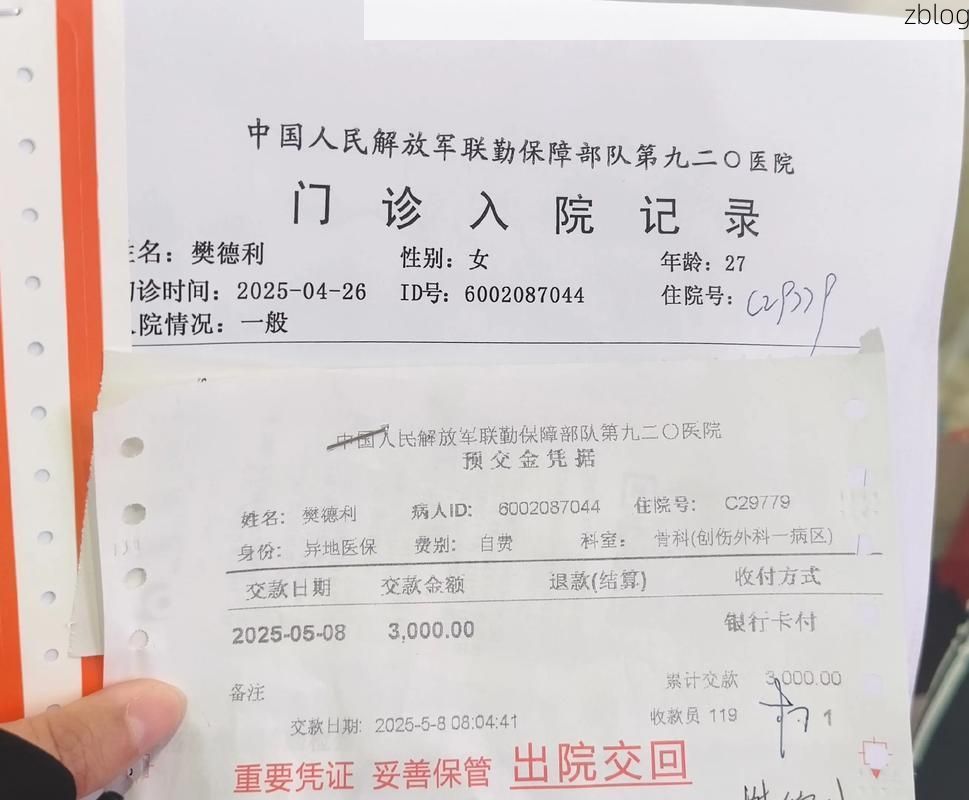 zblog
中国人民解放军联勤保障部队第九二〇医院
门诊入院记录
姓名：樊德利 性别：女 年龄：27
诊时间：2025-04-26 ID号：6002087044 住院号：C29779
院情况：一般
中国人民解放军联勤保障部队第九二〇医院
预交金凭据
姓名：樊德利 病人ID： 6002087044 住院号： C29779
身份： 异地医保 费别： 自费 科室： 骨科(创伤外科一病区)
交款日期 交款金额 退款(结算) 收付方式
2025-05-08 3,000.00 银行卡付
备注 累计交款 3,000.00
交款日期: 2025-5-8 08:04:41 收款员 119 1
重要凭证 妥善保管 出院交回